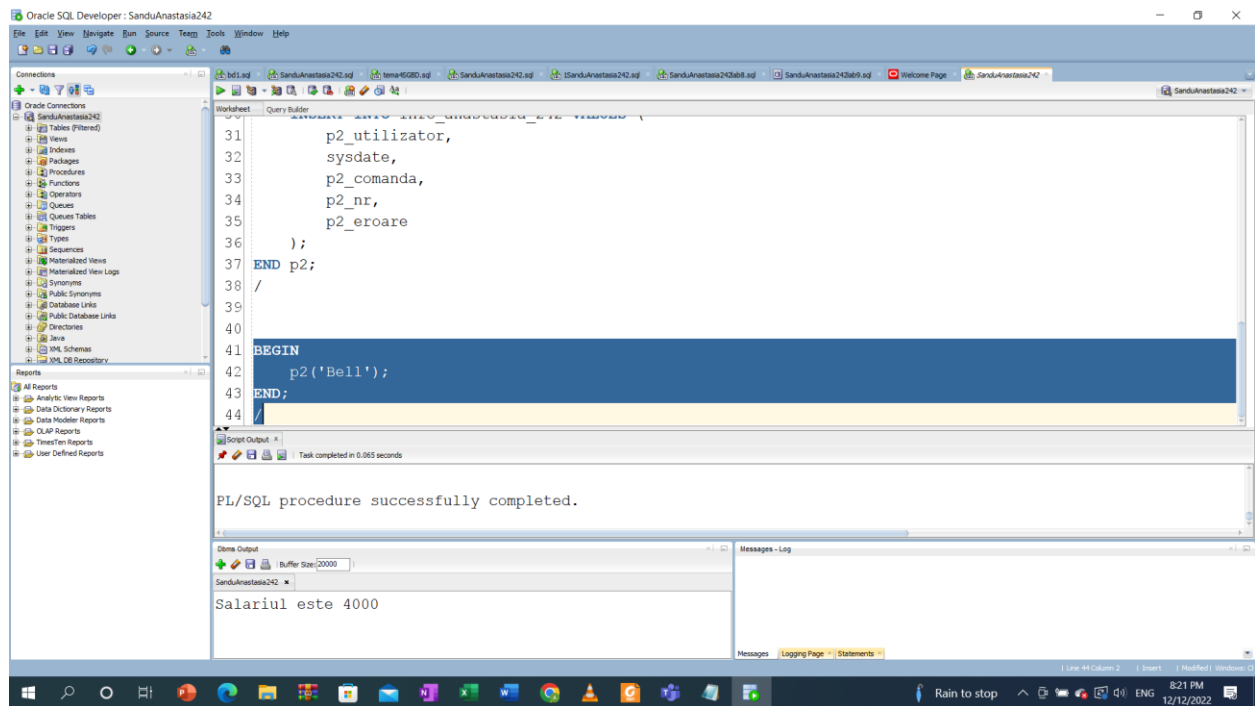 Oracle SQL Developer : SanduAnastasia242
File Edit View Navigate Run Source Team Tools Window Help
Connections
Oracle Connections
SanduAnastasia242
Tables (Filtered)
Views
Indexes
Packages
Procedures
Functions
Operators
Queues
Queues Tables
Triggers
Types
Sequences
Materialized Views
Materialized View Logs
Synonyms
Public Synonyms
Database Links
Public Database Links
Directories
Java
XML Schemas
XML DB Repository
Reports
All Reports
Analytic View Reports
Data Dictionary Reports
Data Modeler Reports
OLAP Reports
TimesTen Reports
User Defined Reports
bd1.sql SanduAnastasia242.sql tema4SGBD.sql SanduAnastasia242.sql 1SanduAnastasia242.sql SanduAnastasia242lab8.sql SanduAnastasia242lab9.sql Welcome Page SanduAnastasia242
SanduAnastasia242
Worksheet Query Builder
30 INSERT INTO info_anastasia_242 VALUES (
31 p2_utilizator,
32 sysdate,
33 p2_comanda,
34 p2_nr,
35 p2_eroare
36 );
37 END p2;
38 /
39
40
41 BEGIN
42 p2('Bell');
43 END;
44 /
Script Output
Task completed in 0.065 seconds
PL/SQL procedure successfully completed.
Dbms Output
Buffer Size: 20000
SanduAnastasia242
Salariul este 4000
Messages - Log
Messages Logging Page Statements
Line 44 Column 2 Insert Modified Windows: C
Rain to stop ENG 8:21 PM
12/12/2022